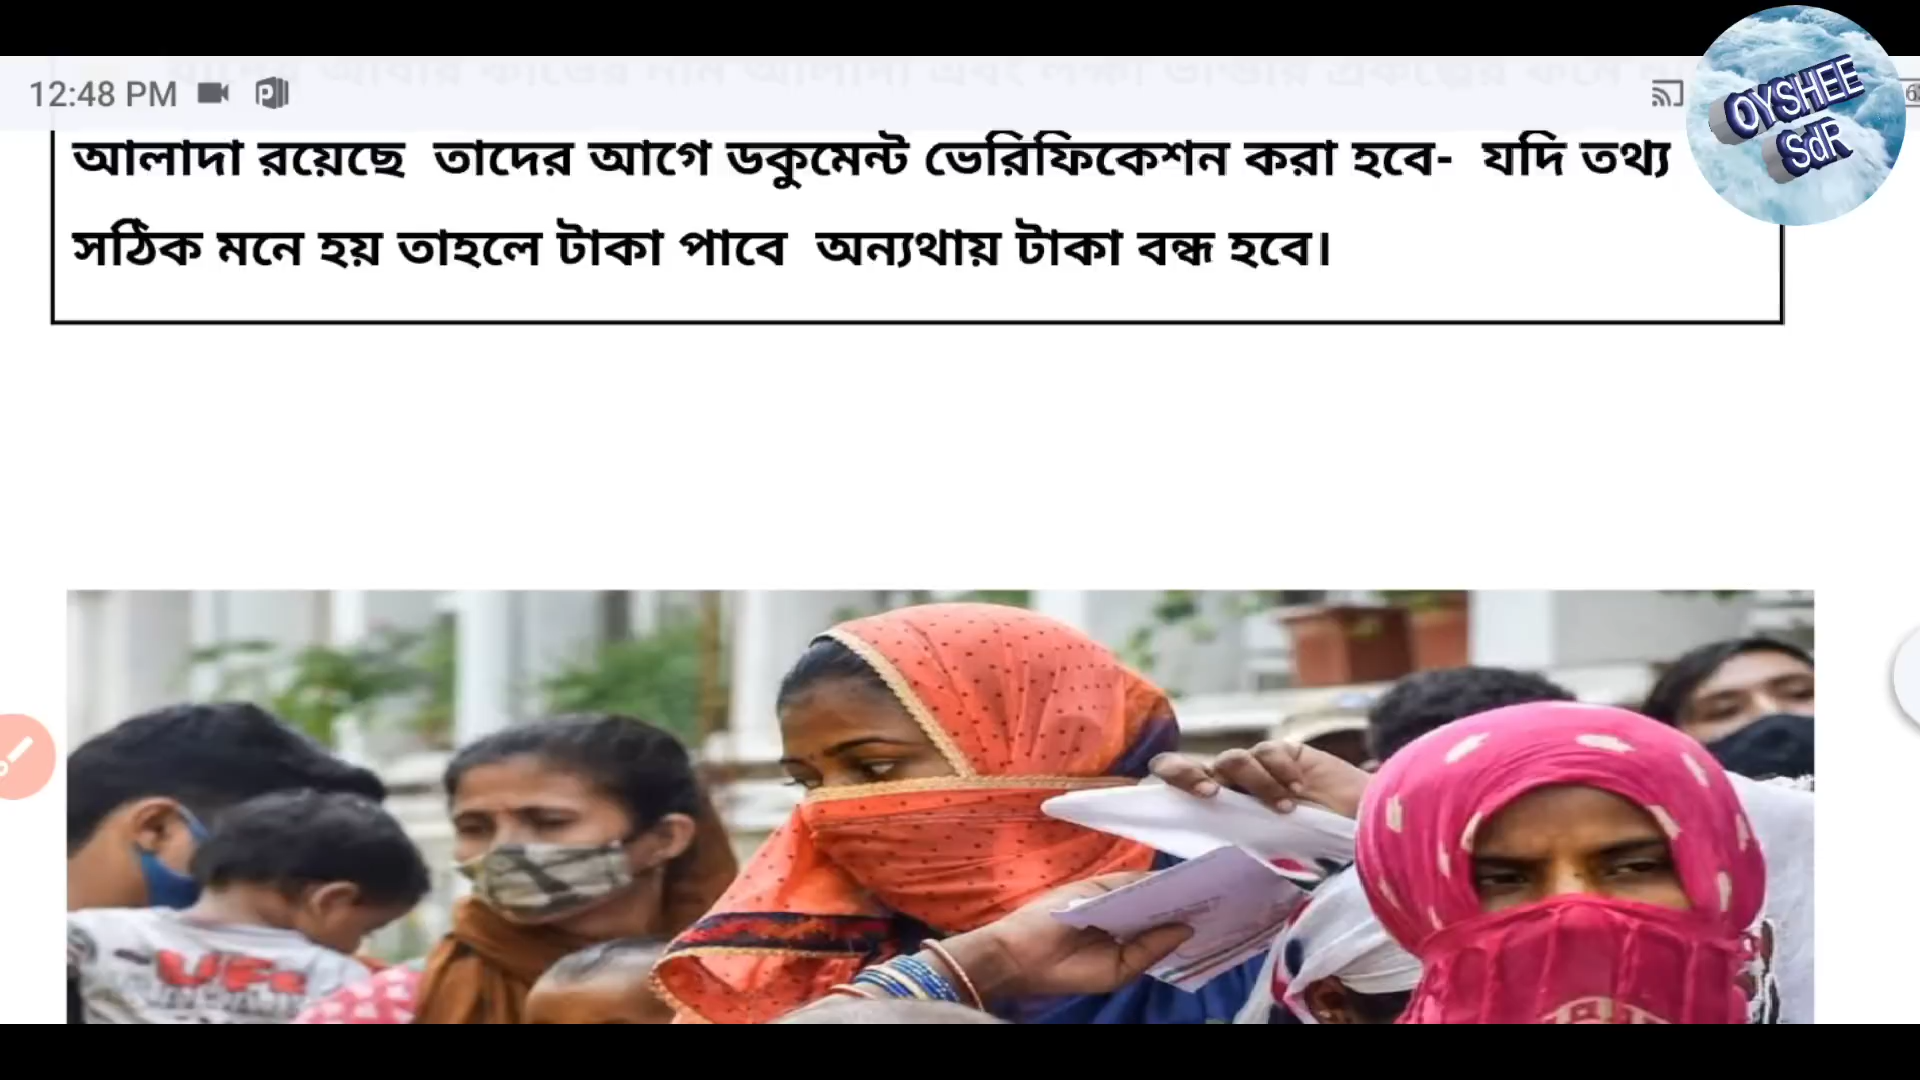 12:48 PM
OYSHEE
SdR
আলাদা রয়েছে তাদের আগে ডকুমেন্ট ভেরিফিকেশন করা হবে- যদি তথ্য
সঠিক মনে হয় তাহলে টাকা পাবে অন্যথায় টাকা বন্ধ হবে।